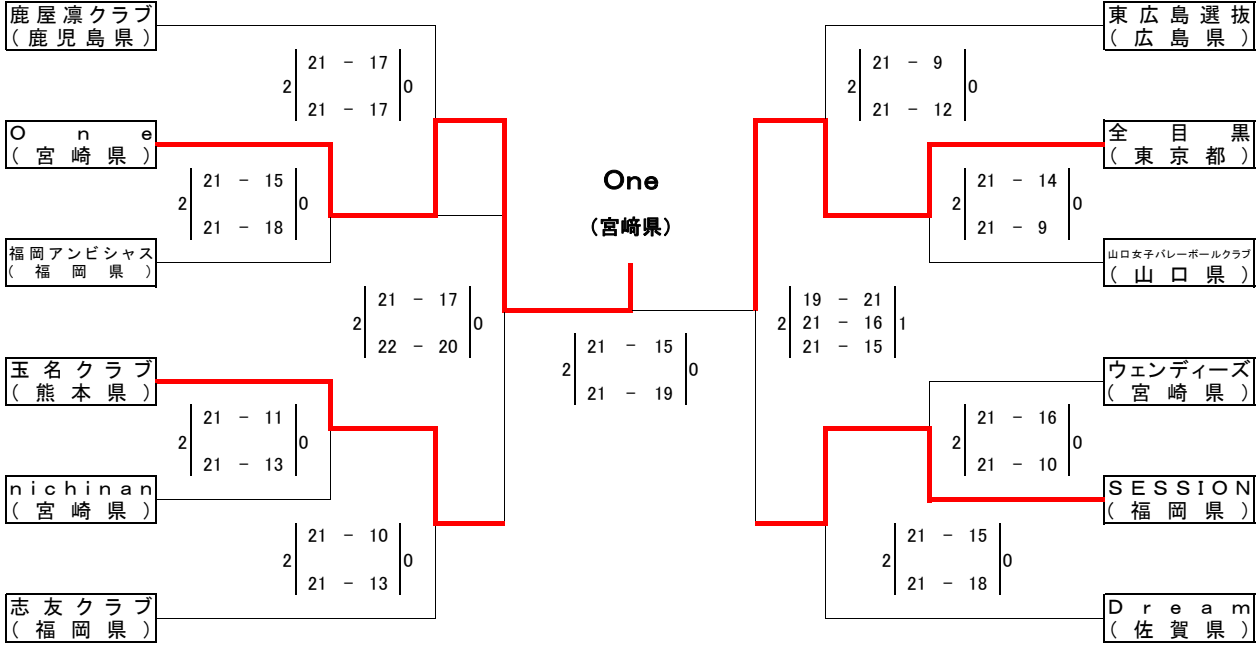 鹿屋凛クラブ
(鹿児島県)
21 - 17
2 0
21 - 17
One
(宮崎県)
21 - 15
2 0
21 - 18
福岡アンビシャス
(福岡県)
21 - 17
2 0
22 - 20
玉名クラブ
(熊本県)
21 - 11
2 0
21 - 13
nichinan
(宮崎県)
21 - 10
2 0
21 - 13
志友クラブ
(福岡県)
One
(宮崎県)
21 - 15
2 0
21 - 19
東広島選抜
(広島県)
21 - 9
2 0
21 - 12
全目黒
(東京都)
21 - 14
2 0
21 - 9
山口女子バレーボールクラブ
(山口県)
19 - 21
2 21 - 16 1
21 - 15
ウェンディーズ
(宮崎県)
21 - 16
2 0
21 - 10
SESSION
(福岡県)
21 - 15
2 0
21 - 18
Dream
(佐賀県)